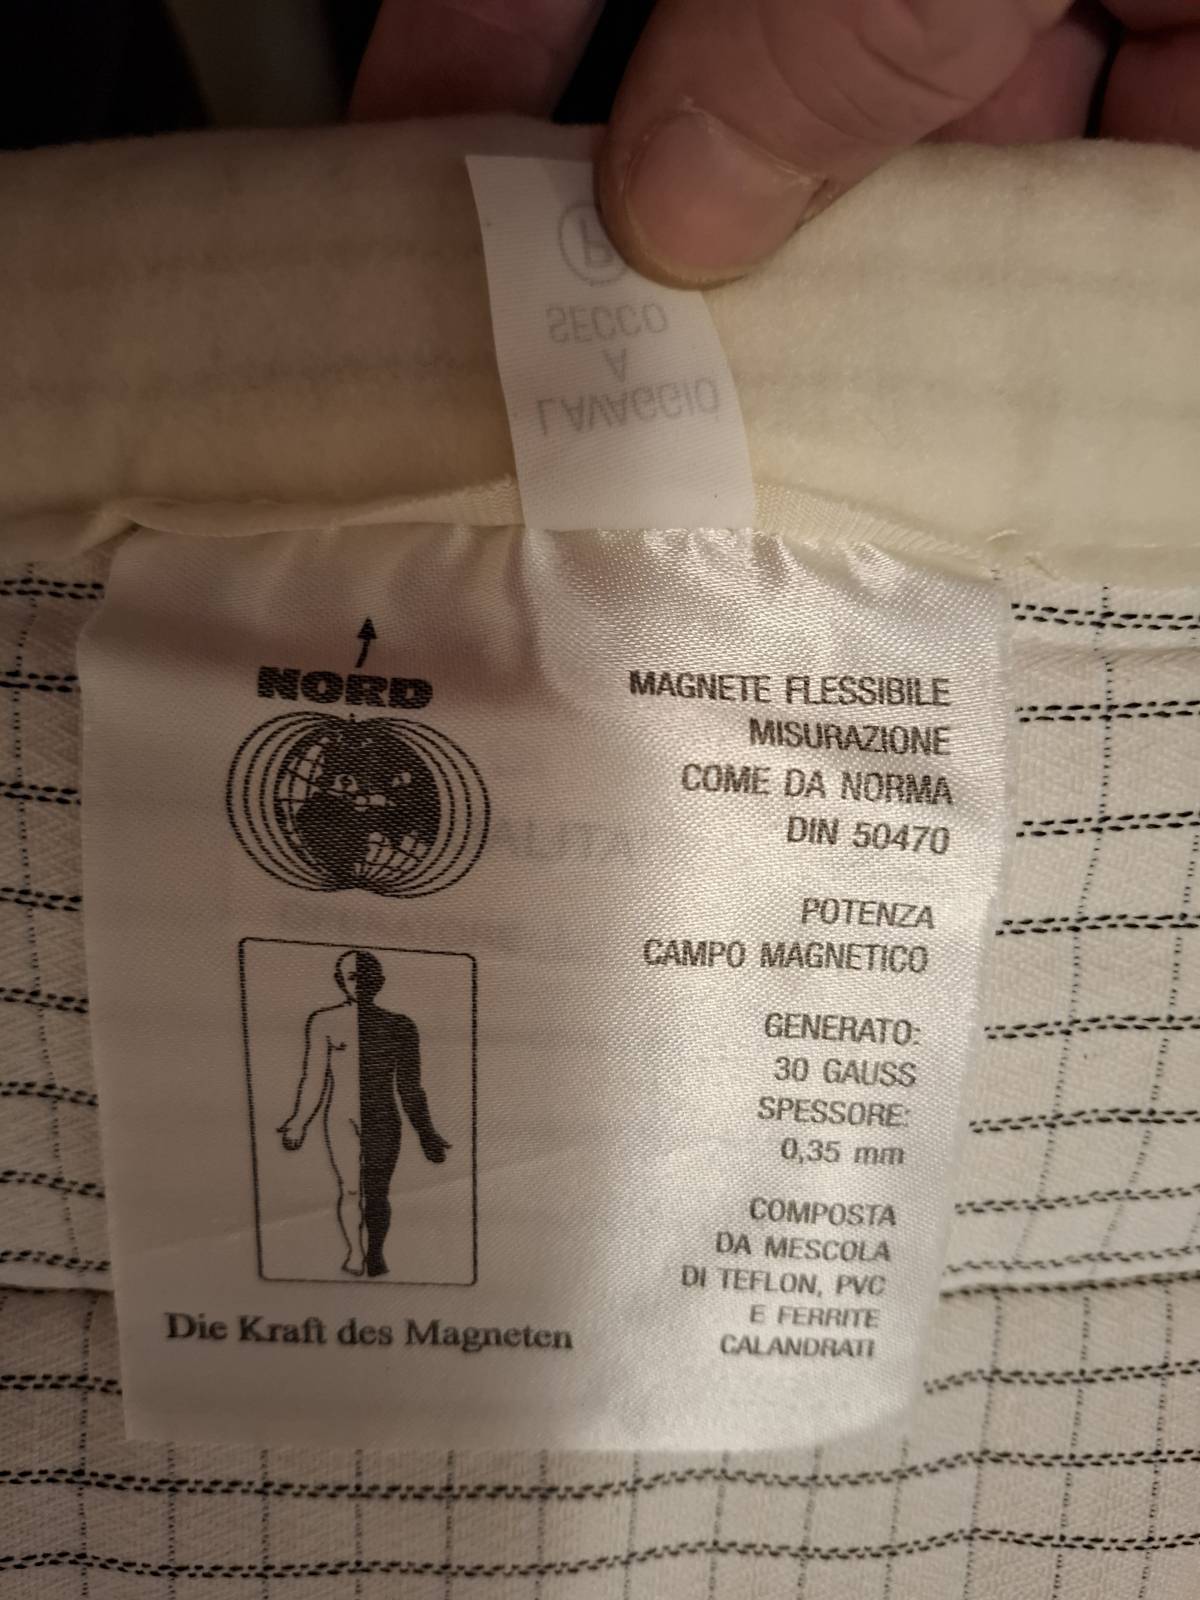 LAVAGGIO
A
SECCO
P
NORD
MAGNETE FLESSIBILE
MISURAZIONE
COME DA NORMA
DIN 50470
POTENZA
CAMPO MAGNETICO
GENERATO:
30 GAUSS
SPESSORE:
0,35 mm
COMPOSTA
DA MESCOLA
DI TEFLON, PVC
E FERRITE
CALANDRATI
Die Kraft des Magneten